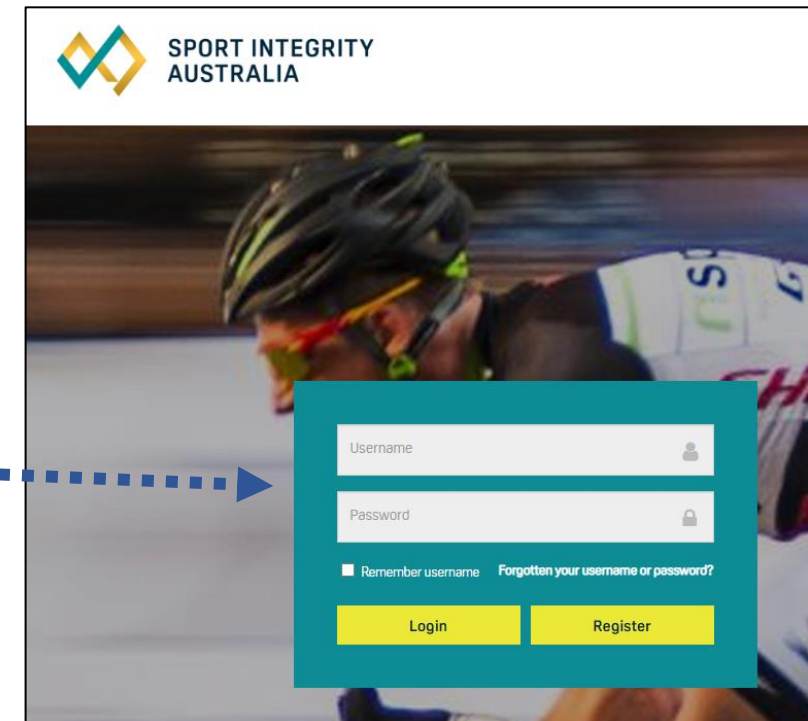 SPORT INTEGRITY
AUSTRALIA
Username
Password
Remember username Forgotten your username or password?
Login Register